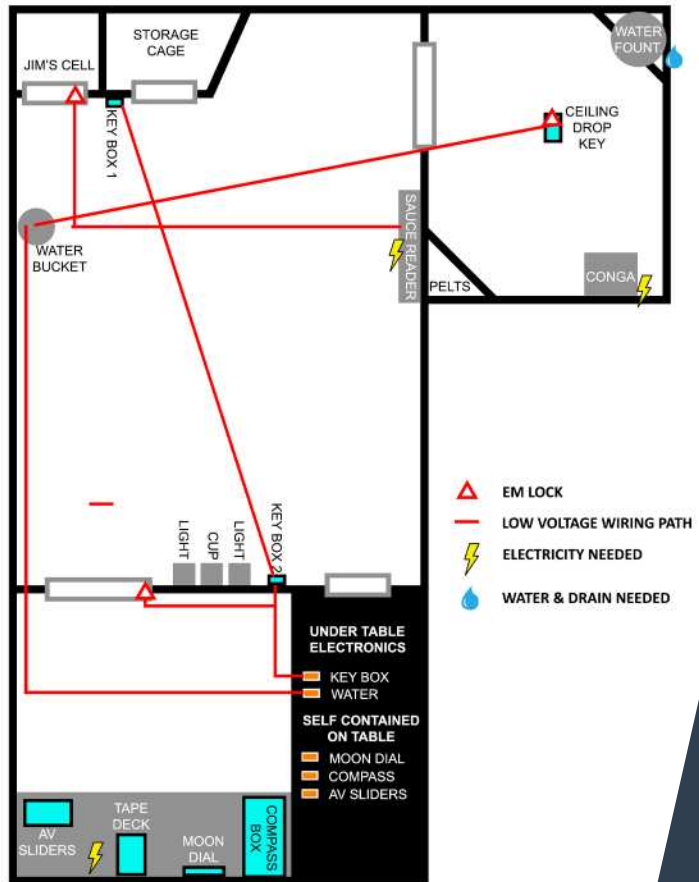 STORAGE
CAGE
JIM'S CELL
WATER
FOUNT.
KEY BOX 1
CEILING
DROP
KEY
WATER
BUCKET
SAUCE READER
PELTS
CONGA
EM LOCK
LOW VOLTAGE WIRING PATH
ELECTRICITY NEEDED
WATER & DRAIN NEEDED
LIGHT
CUP
LIGHT
KEY BOX 2
UNDER TABLE
ELECTRONICS
KEY BOX
WATER
SELF CONTAINED
ON TABLE
MOON DIAL
COMPASS
AV SLIDERS
AV
SLIDERS
TAPE
DECK
MOON
DIAL
COMPASS
BOX